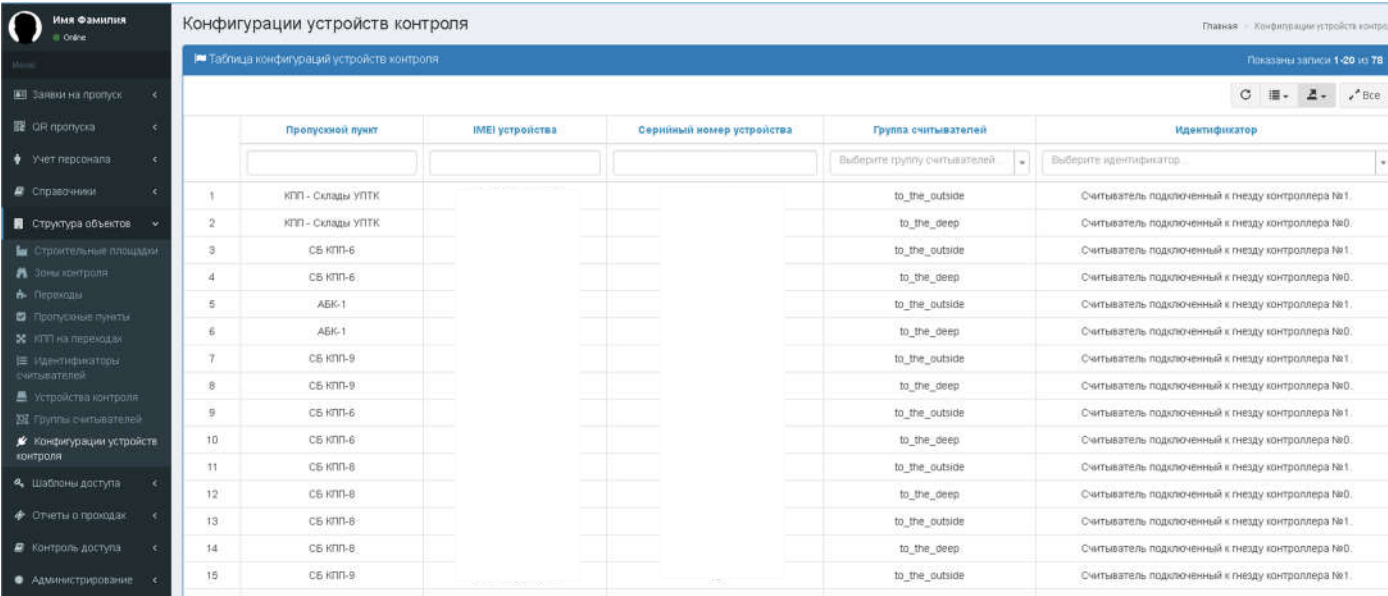 Имя Фамилия
Online
Меню
Заявки на пропуск
QR пропуска
Учет персонала
Справочники
Структура объектов
Строительные площадки
Зоны контроля
Переходы
Пропускные пункты
КПП на переходах
Идентификаторы
считывателей
Устройства контроля
Группы считывателей
Конфигурации устройств
контроля
Шаблоны доступа
Отчеты о проходах
Контроль доступа
Администрирование
Конфигурации устройств контроля
Главная Конфигурации устройств контро
Таблица конфигураций устройств контроля
Показаны записи 1-20 из 78
Все
Пропускной пункт IMEI устройства Серийный номер устройства Группа считывателей Идентификатор
Выберите группу считывателей ... Выберите идентификатор ...
1 КПП - Склады УПТК to_the_outside Считыватель подключенный к гнезду контроллера №1.
2 КПП - Склады УПТК to_the_deep Считыватель подключенный к гнезду контроллера №0.
3 СБ КПП-6 to_the_outside Считыватель подключенный к гнезду контроллера №1.
4 СБ КПП-6 to_the_deep Считыватель подключенный к гнезду контроллера №0.
5 АБК-1 to_the_outside Считыватель подключенный к гнезду контроллера №1.
6 АБК-1 to_the_deep Считыватель подключенный к гнезду контроллера №0.
7 СБ КПП-9 to_the_outside Считыватель подключенный к гнезду контроллера №1.
8 СБ КПП-9 to_the_deep Считыватель подключенный к гнезду контроллера №0.
9 СБ КПП-6 to_the_outside Считыватель подключенный к гнезду контроллера №1.
10 СБ КПП-6 to_the_deep Считыватель подключенный к гнезду контроллера №0.
11 СБ КПП-8 to_the_outside Считыватель подключенный к гнезду контроллера №1.
12 СБ КПП-8 to_the_deep Считыватель подключенный к гнезду контроллера №0.
13 СБ КПП-8 to_the_outside Считыватель подключенный к гнезду контроллера №1.
14 СБ КПП-8 to_the_deep Считыватель подключенный к гнезду контроллера №0.
15 СБ КПП-9 to_the_outside Считыватель подключенный к гнезду контроллера №1.